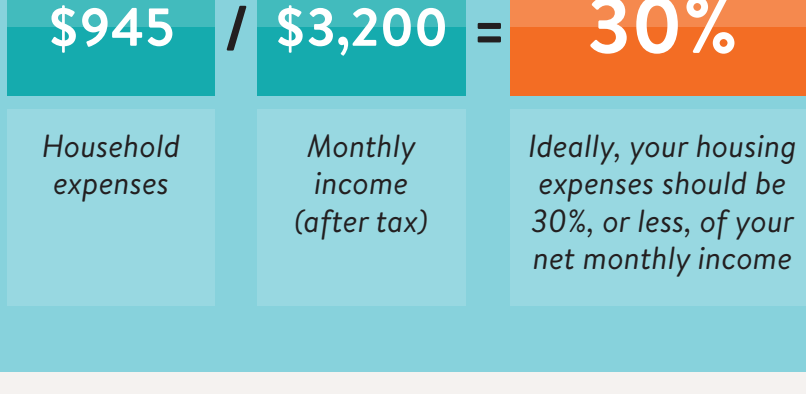 $945 / $3,200 = 30%
Household
expenses
Monthly
income
(after tax)
Ideally, your housing
expenses should be
30%, or less, of your
net monthly income